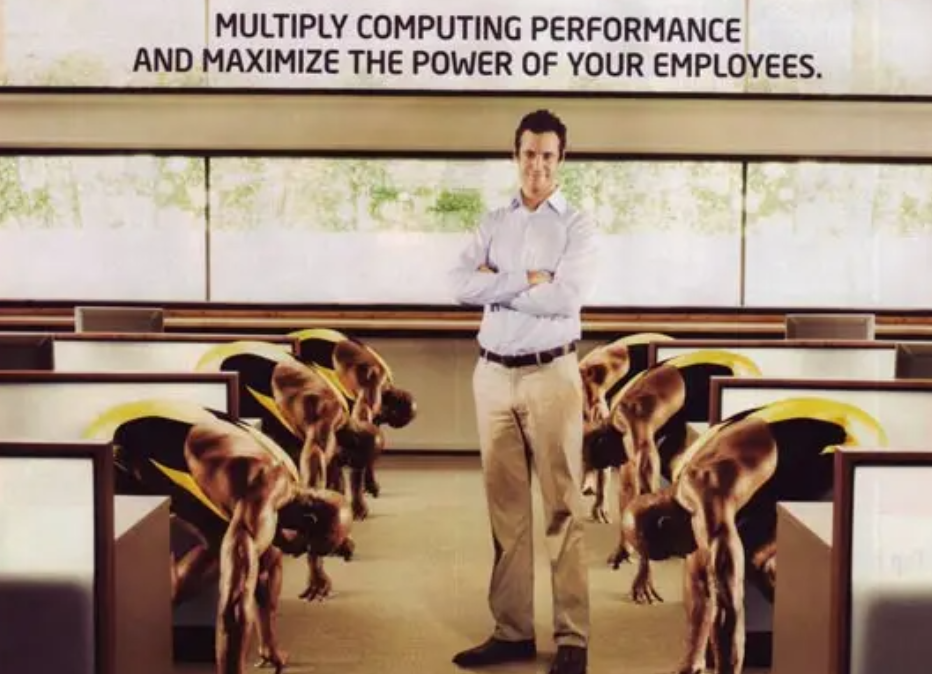 MULTIPLY COMPUTING PERFORMANCE
AND MAXIMIZE THE POWER OF YOUR EMPLOYEES.